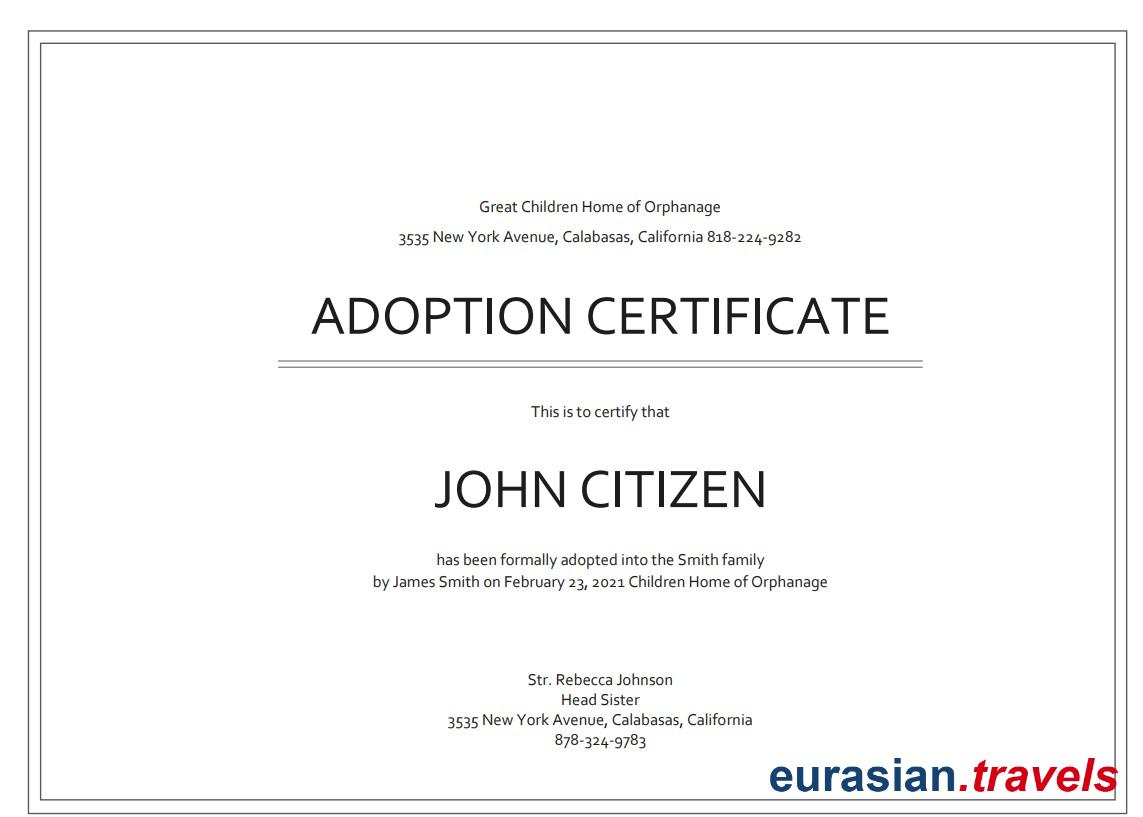 Great Children Home of Orphanage
3535 New York Avenue, Calabasas, California 818-224-9282
ADOPTION CERTIFICATE
This is to certify that
JOHN CITIZEN
has been formally adopted into the Smith family
by James Smith on February 23, 2021 Children Home of Orphanage
Str. Rebecca Johnson
Head Sister
3535 New York Avenue, Calabasas, California
878-324-9783
eurasian.travels